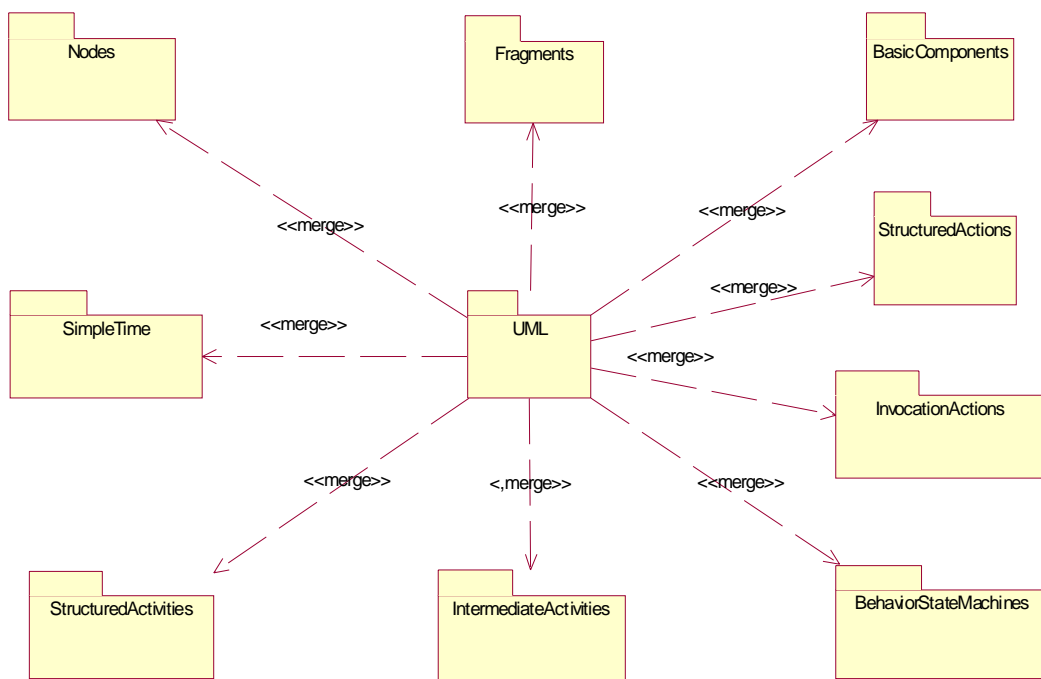 Nodes
Fragments
BasicComponents
<<merge>>
<<merge>>
<<merge>>
StructuredActions
<<merge>>
SimpleTime
<<merge>>
UML
<<merge>>
InvocationActions
<<merge>>
<,merge>>
<<merge>>
StructuredActivities
IntermediateActivities
BehaviorStateMachines